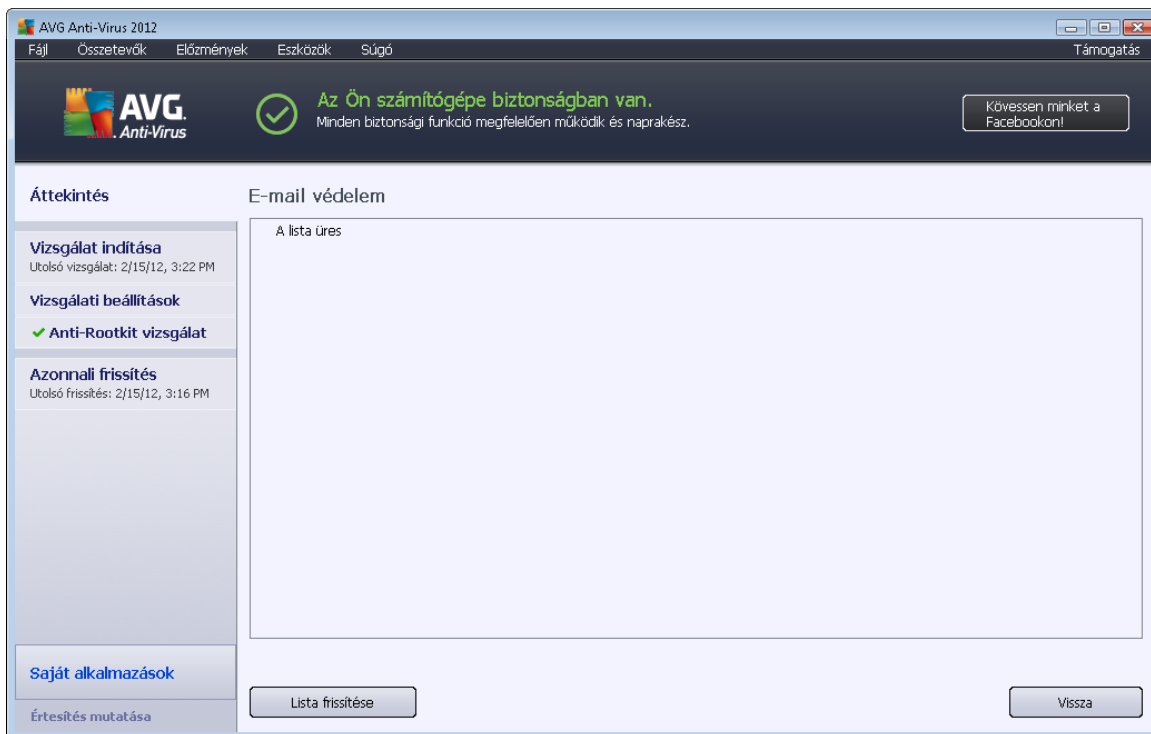 AVG Anti-Virus 2012
Fájl Összetevők Előzmények Eszközök Súgó Támogatás
AVG.
Anti-Virus
Az Ön számítógépe biztonságban van.
Minden biztonsági funkció megfelelően működik és naprakész.
Kövessen minket a
Facebookon!
Áttekintés
Vizsgálat indítása
Utolsó vizsgálat: 2/15/12, 3:22 PM
Vizsgálati beállítások
Anti-Rootkit vizsgálat
Azonnali frissítés
Utolsó frissítés: 2/15/12, 3:16 PM
Saját alkalmazások
Értesítés mutatása
E-mail védelem
A lista üres
Lista frissítése
Vissza